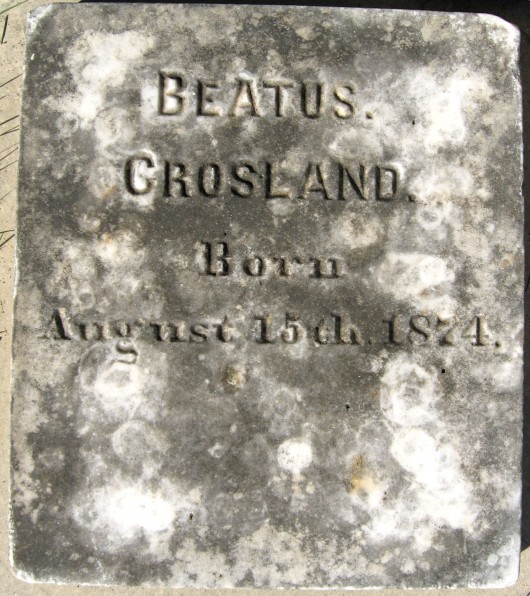 BEATUS.
CROSLAND.
Born
August 15th, 1874.